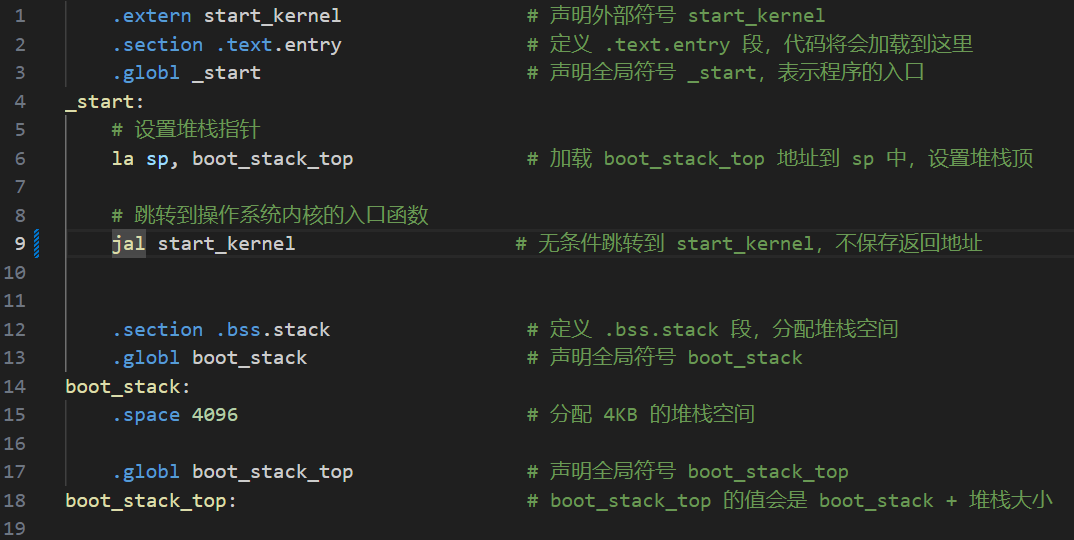 1 .extern start_kernel # 声明外部符号 start_kernel
2 .section .text.entry # 定义 .text.entry 段，代码将会加载到这里
3 .globl _start # 声明全局符号 _start，表示程序的入口
4 _start:
5 # 设置堆栈指针
6 la sp, boot_stack_top # 加载 boot_stack_top 地址到 sp 中，设置堆栈顶
7
8 # 跳转到操作系统内核的入口函数
9 jal start_kernel # 无条件跳转到 start_kernel，不保存返回地址
10
11
12 .section .bss.stack # 定义 .bss.stack 段，分配堆栈空间
13 .globl boot_stack # 声明全局符号 boot_stack
14 boot_stack:
15 .space 4096 # 分配 4KB 的堆栈空间
16
17 .globl boot_stack_top # 声明全局符号 boot_stack_top
18 boot_stack_top: # boot_stack_top 的值会是 boot_stack + 堆栈大小
19